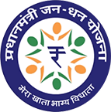 प्रधानमंत्री जन-धन योजना
₹
मेरा खाता भाग्य विधाता